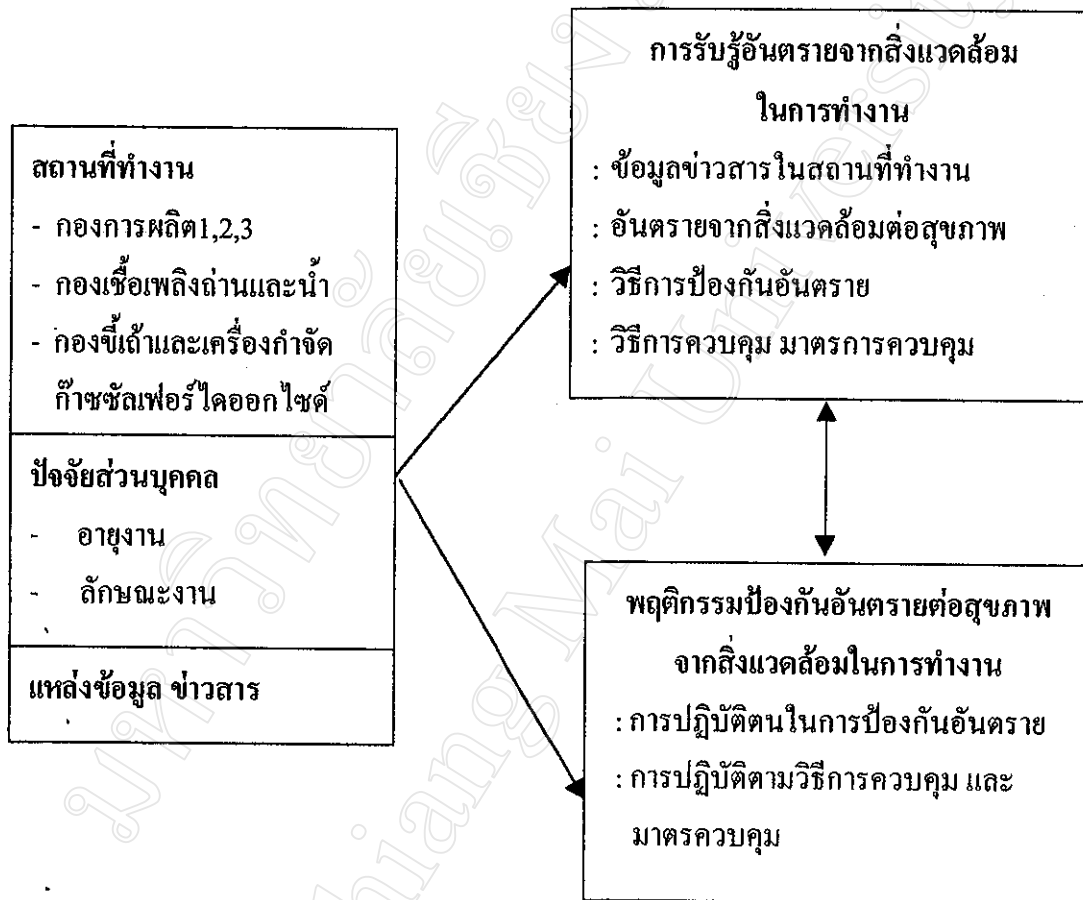 สถานที่ทำงาน
- กองการผลิต1,2,3
- กองเชื้อเพลิงถ่านและน้ำ
- กองขี้เถ้าและเครื่องกำจัด
ก๊าซซัลเฟอร์ไดออกไซด์
ปัจจัยส่วนบุคคล
- อายุงาน
- ลักษณะงาน
แหล่งข้อมูล ข่าวสาร
การรับรู้อันตรายจากสิ่งแวดล้อม
ในการทำงาน
: ข้อมูลข่าวสารในสถานที่ทำงาน
: อันตรายจากสิ่งแวดล้อมต่อสุขภาพ
: วิธีการป้องกันอันตราย
: วิธีการควบคุม มาตรการควบคุม
พฤติกรรมป้องกันอันตรายต่อสุขภาพ
จากสิ่งแวดล้อมในการทำงาน
: การปฏิบัติตนในการป้องกันอันตราย
: การปฏิบัติตามวิธีการควบคุม และ
มาตรควบคุม
มหาวิทยาลัยเชียง
Chiang Mai University